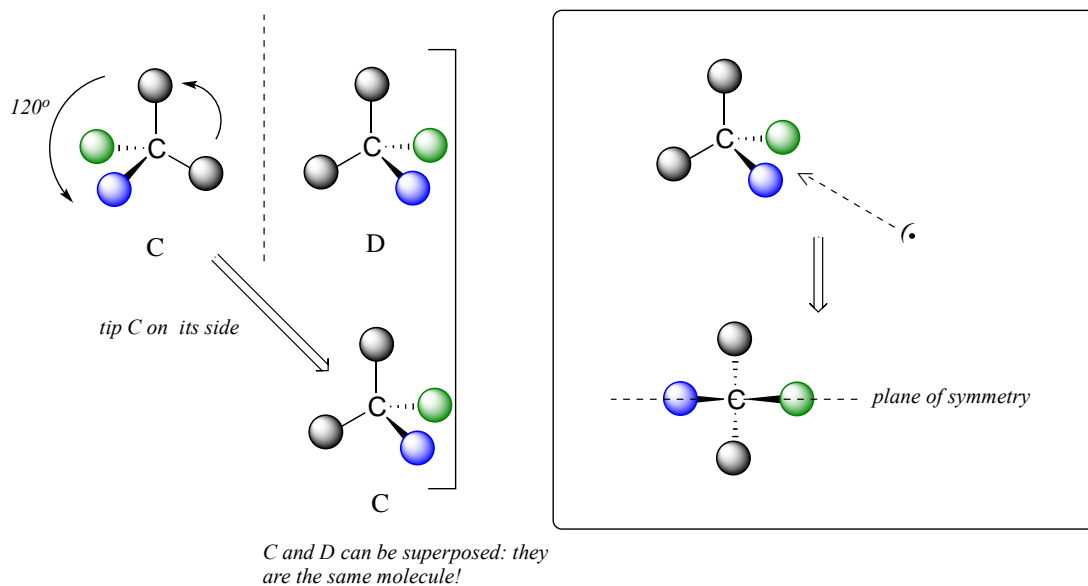 120º
C
C
D
tip C on its side
C
C
C and D can be superposed: they
are the same molecule!
C
C
C
plane of symmetry